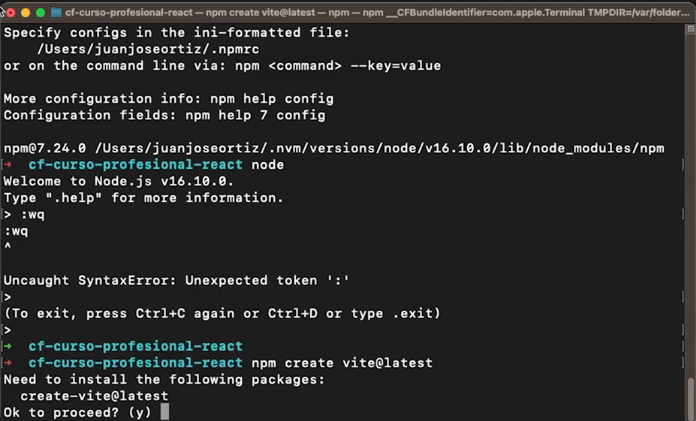 cf-curso-profesional-react — npm create vite@latest — npm — npm __CFBundleIdentifier=com.apple.Terminal TMPDIR=/var/folder...
Specify configs in the ini-formatted file:
    /Users/juanjoseortiz/.npmrc
or on the command line via: npm <command> --key=value
More configuration info: npm help config
Configuration fields: npm help 7 config
npm@7.24.0 /Users/juanjoseortiz/.nvm/versions/node/v16.10.0/lib/node_modules/npm
➜  cf-curso-profesional-react node
Welcome to Node.js v16.10.0.
Type ".help" for more information.
> :wq
:wq
^
Uncaught SyntaxError: Unexpected token ':'
>
(To exit, press Ctrl+C again or Ctrl+D or type .exit)
>
➜  cf-curso-profesional-react
➜  cf-curso-profesional-react npm create vite@latest
Need to install the following packages:
  create-vite@latest
Ok to proceed? (y)